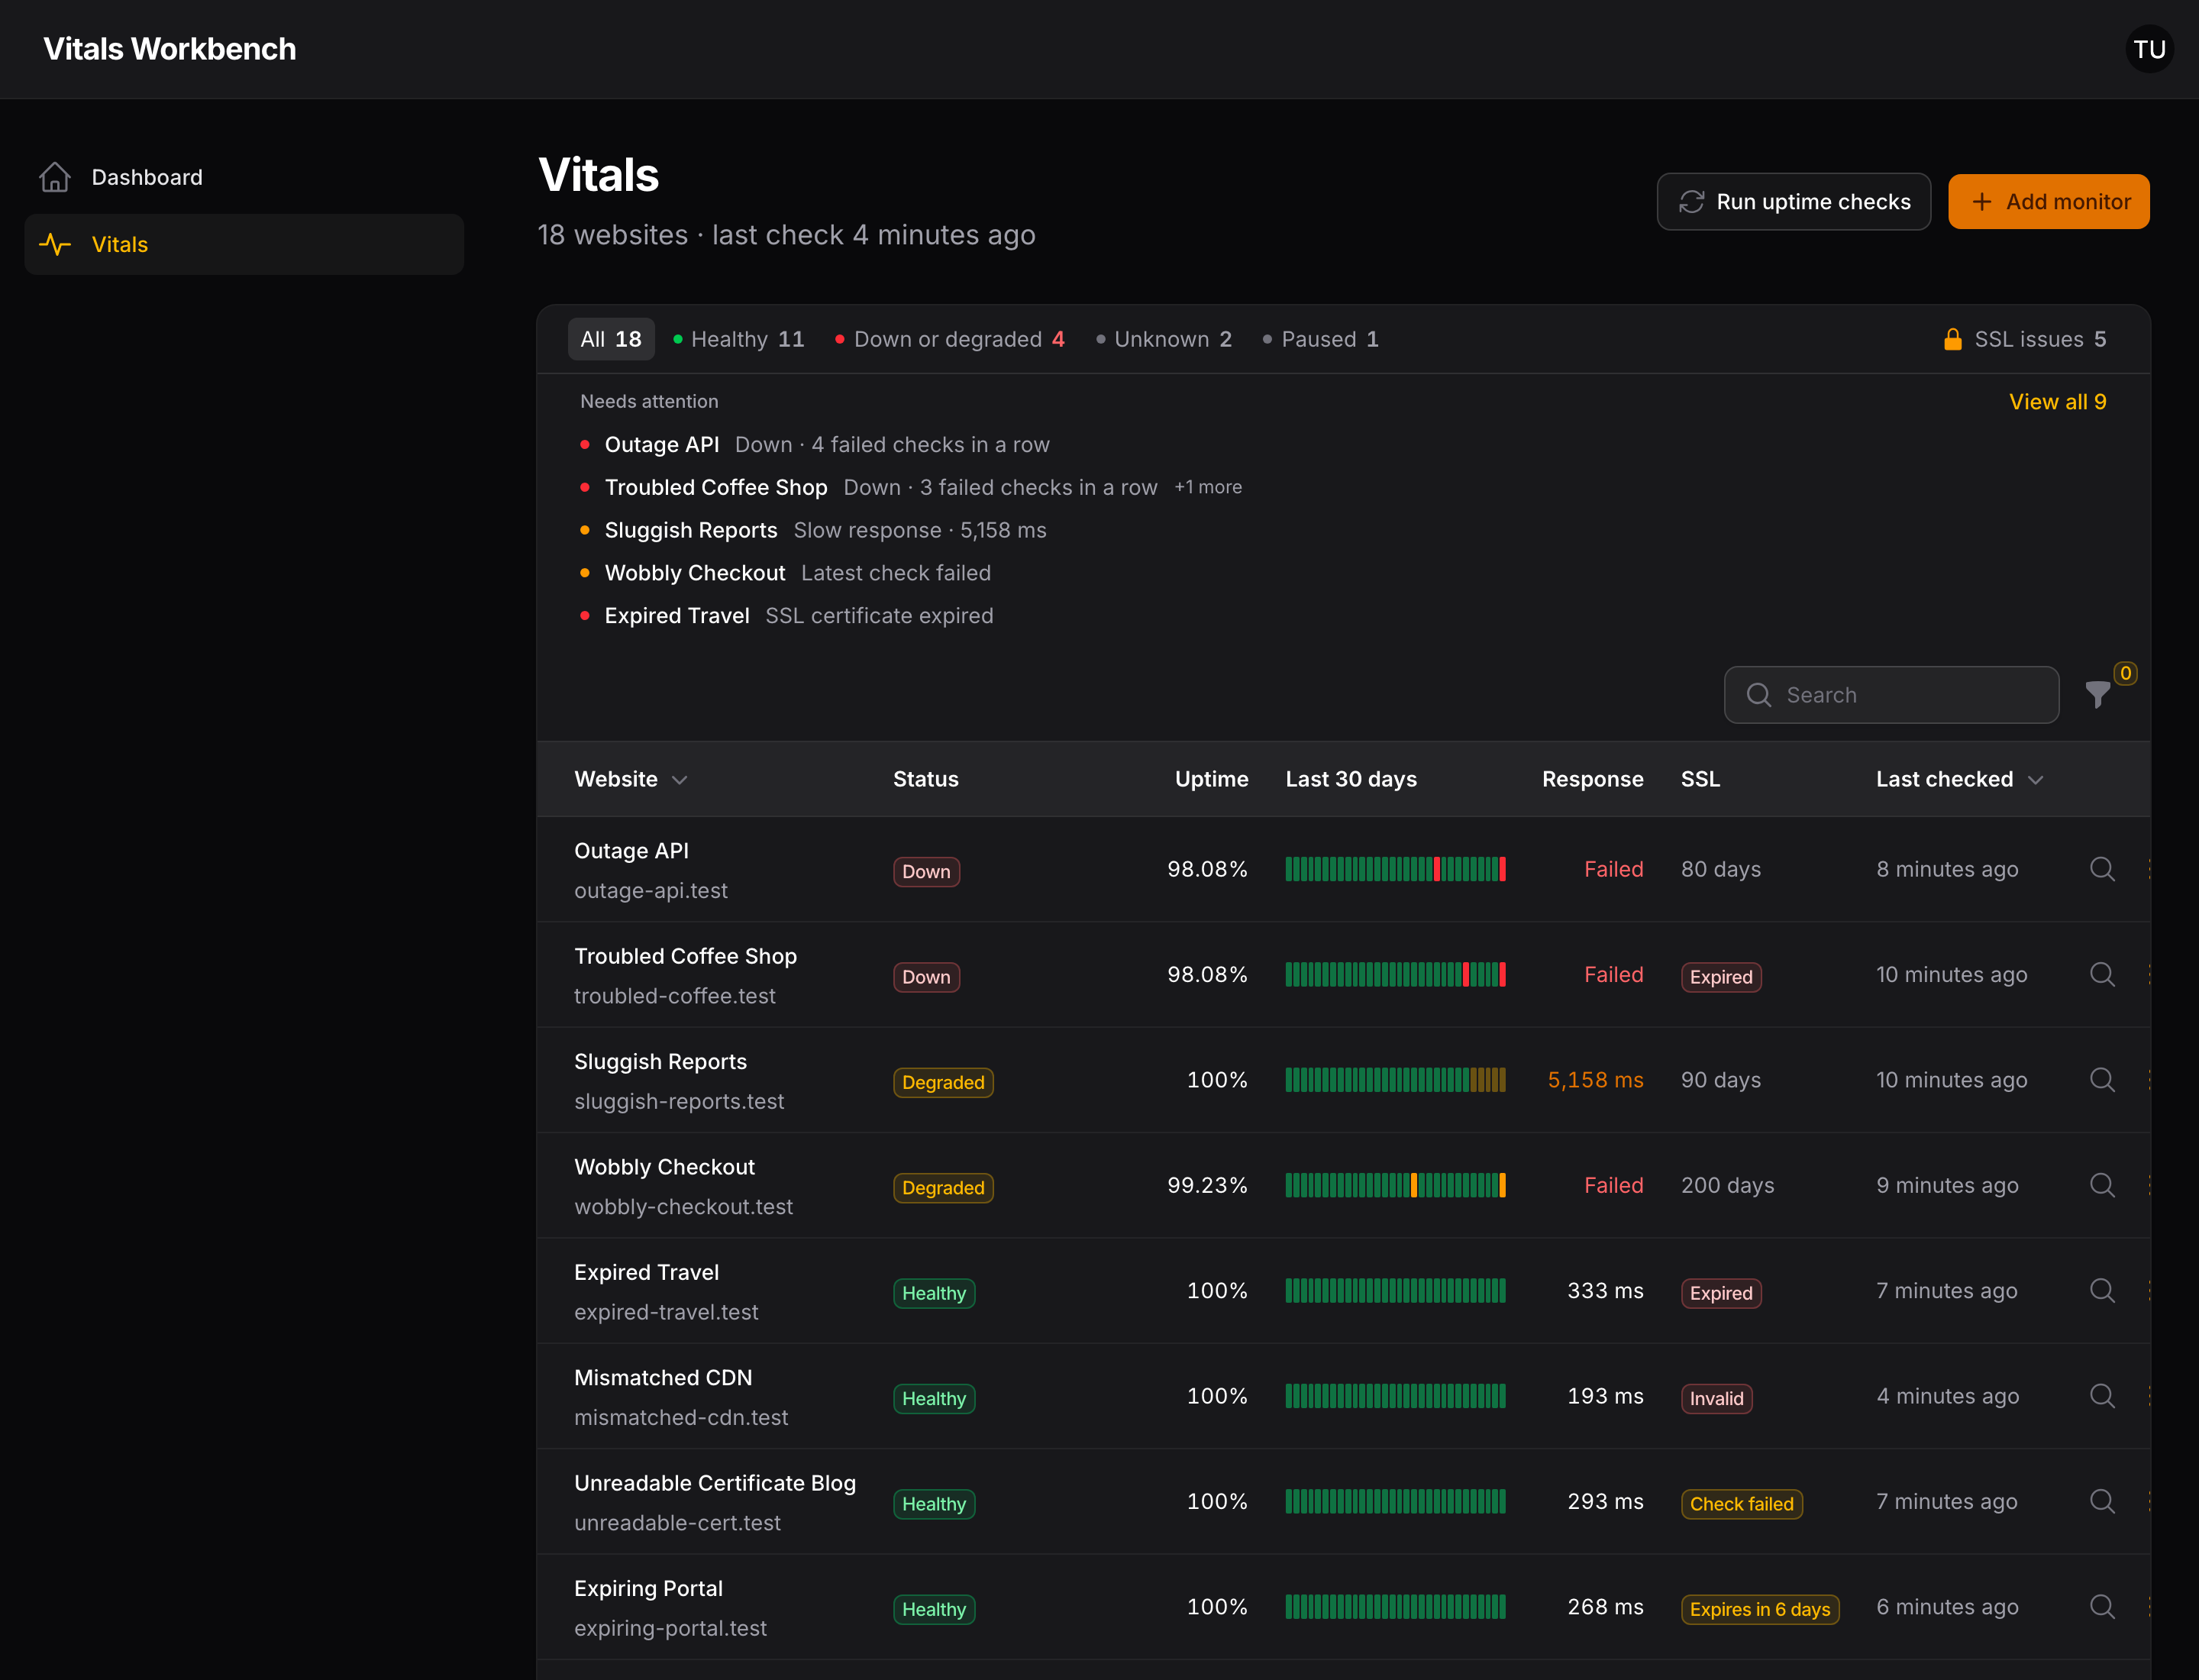 Vitals Workbench
TU
Dashboard
Vitals
Vitals
18 websites · last check 4 minutes ago
Run uptime checks
Add monitor
All 18
Healthy 11
Down or degraded 4
Unknown 2
Paused 1
SSL issues 5
Needs attention
View all 9
Outage API Down · 4 failed checks in a row
Troubled Coffee Shop Down · 3 failed checks in a row +1 more
Sluggish Reports Slow response · 5,158 ms
Wobbly Checkout Latest check failed
Expired Travel SSL certificate expired
Search
0
Website Status Uptime Last 30 days Response SSL Last checked
Outage API
outage-api.test
Down 98.08% Failed 80 days 8 minutes ago
Troubled Coffee Shop
troubled-coffee.test
Down 98.08% Failed Expired 10 minutes ago
Sluggish Reports
sluggish-reports.test
Degraded 100% 5,158 ms 90 days 10 minutes ago
Wobbly Checkout
wobbly-checkout.test
Degraded 99.23% Failed 200 days 9 minutes ago
Expired Travel
expired-travel.test
Healthy 100% 333 ms Expired 7 minutes ago
Mismatched CDN
mismatched-cdn.test
Healthy 100% 193 ms Invalid 4 minutes ago
Unreadable Certificate Blog
unreadable-cert.test
Healthy 100% 293 ms Check failed 7 minutes ago
Expiring Portal
expiring-portal.test
Healthy 100% 268 ms Expires in 6 days 6 minutes ago